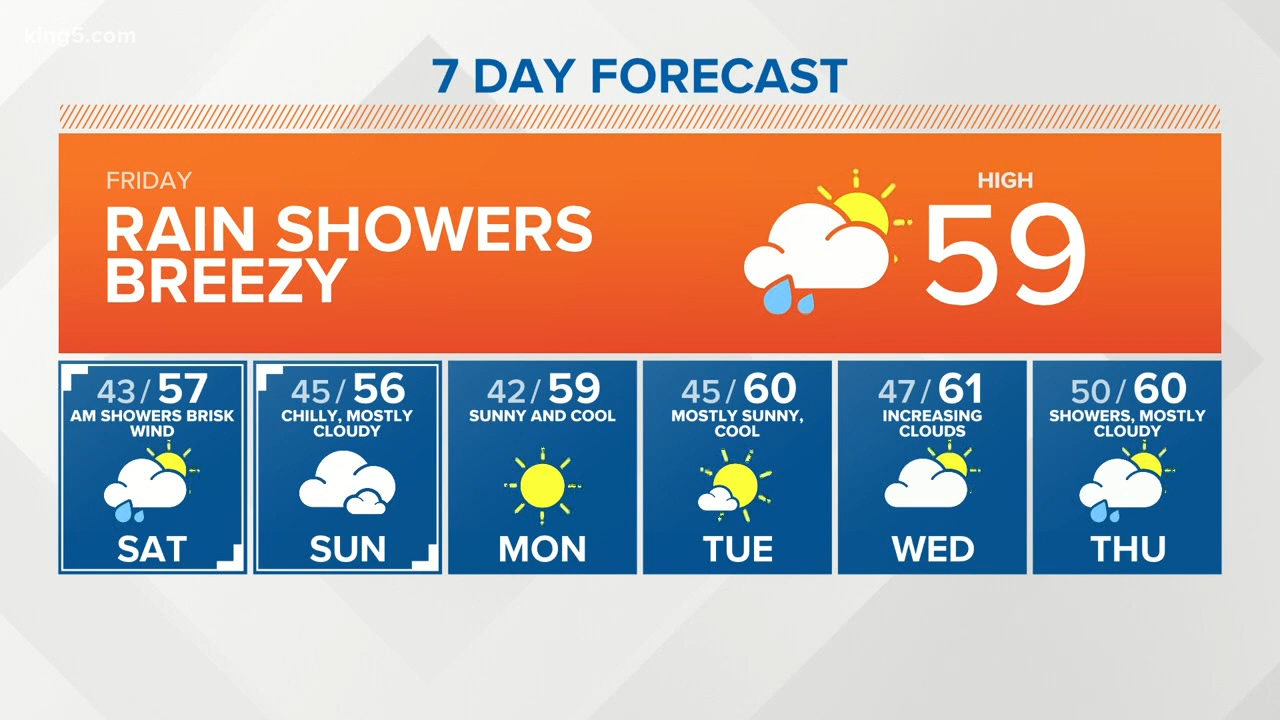 king5.com
7 DAY FORECAST
FRIDAY
RAIN SHOWERS
BREEZY
HIGH
59
43 / 57
AM SHOWERS BRISK
WIND
SAT
45 / 56
CHILLY, MOSTLY
CLOUDY
SUN
42 / 59
SUNNY AND COOL
MON
45 / 60
MOSTLY SUNNY,
COOL
TUE
47 / 61
INCREASING
CLOUDS
WED
50 / 60
SHOWERS, MOSTLY
CLOUDY
THU